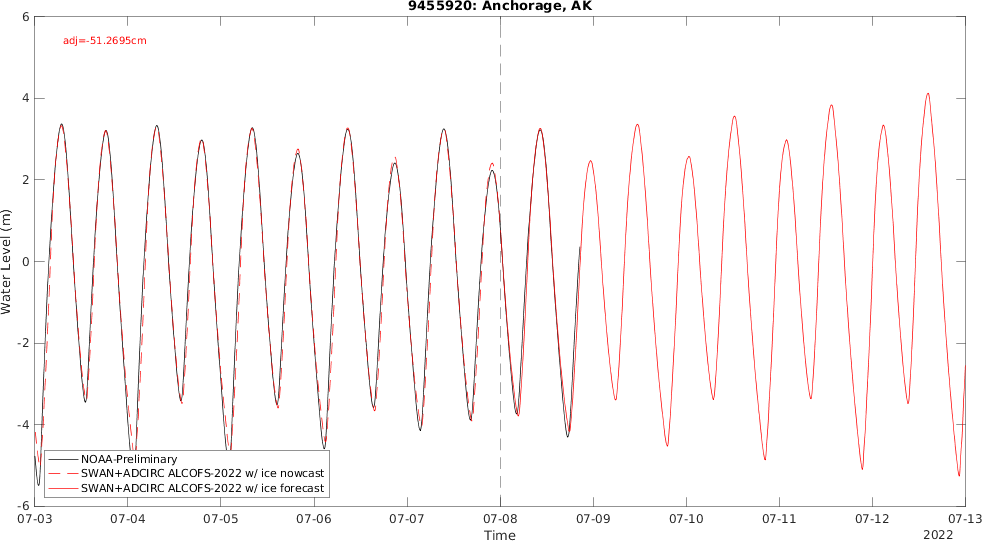 9455920: Anchorage, AK
adj=-51.2695cm
6
4
2
0
-2
-4
-6
Water Level (m)
NOAA-Preliminary
SWAN+ADCIRC ALCOFS-2022 w/ ice nowcast
SWAN+ADCIRC ALCOFS-2022 w/ ice forecast
07-03 07-04 07-05 07-06 07-07 07-08 07-09 07-10 07-11 07-12 07-13
Time
2022